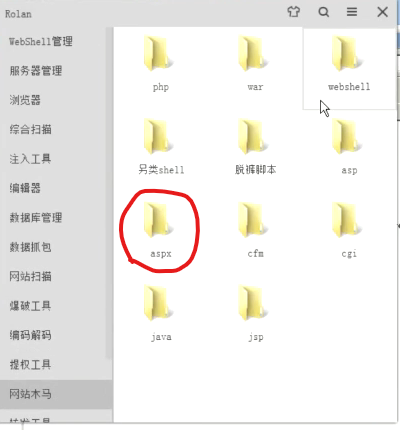 Rolan
WebShell管理
服务器管理
浏览器
综合扫描
注入工具
编辑器
数据库管理
数据抓包
网站扫描
爆破工具
编码解码
提权工具
网站木马
php
war
webshell
另类shell
脱裤脚本
asp
aspx
cfm
cgi
java
jsp